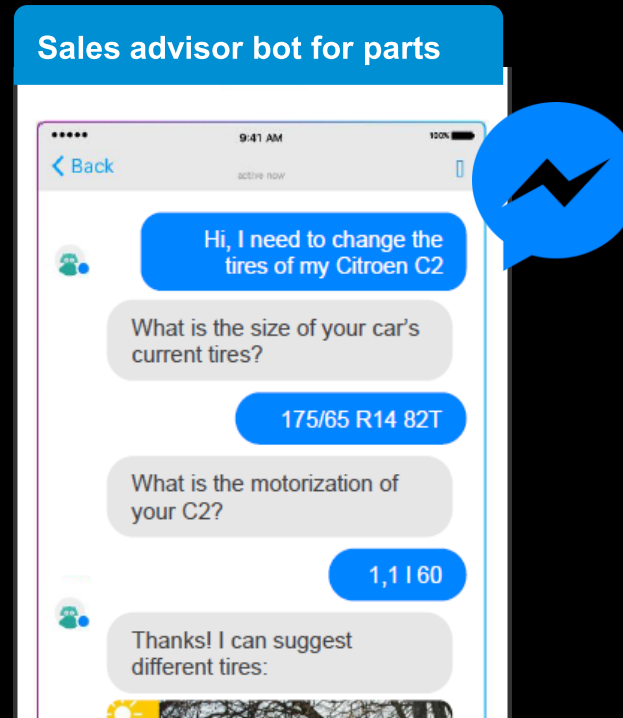 Sales advisor bot for parts
9:41 AM
100%
Back
active now
Hi, I need to change the
tires of my Citroen C2
What is the size of your car’s
current tires?
175/65 R14 82T
What is the motorization of
your C2?
1,1 l 60
Thanks! I can suggest
different tires: